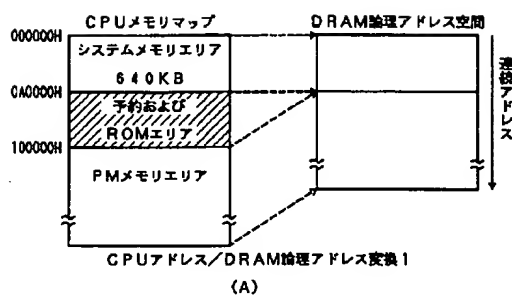 CPUメモリマップ
DRAM論理アドレス空間
000000H
システムメモリエリア
640KB
0A0000H
予約および
ROMエリア
100000H
PMメモリエリア
連続アドレス
CPUアドレス/DRAM論理アドレス変換1
(A)